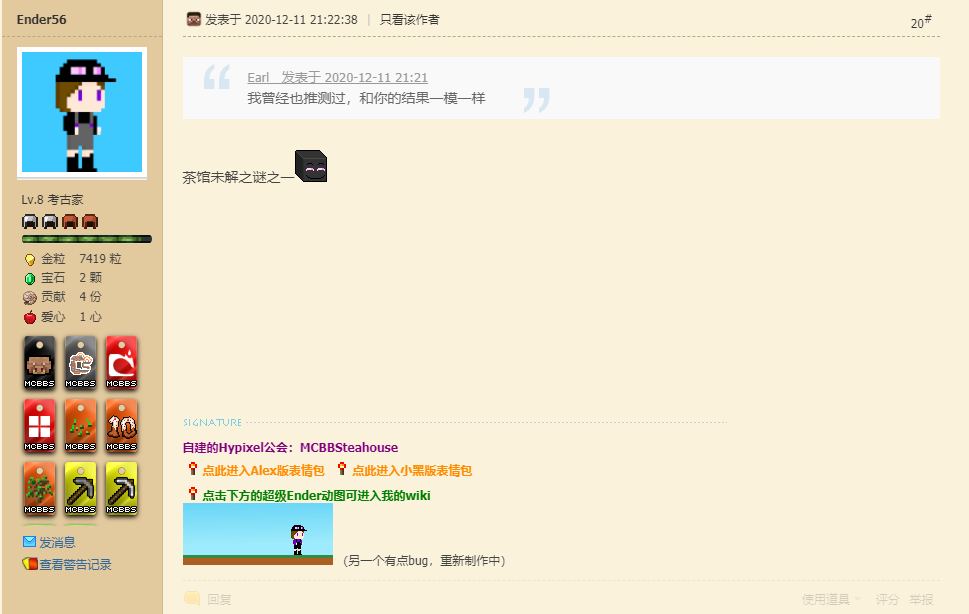 Ender56
发表于 2020-12-11 21:22:38 | 只看该作者
20#
Earl 发表于 2020-12-11 21:21
我曾经也推测过，和你的结果一模一样
茶馆未解之谜之一
Lv.8 考古家
金粒 7419 粒
宝石 2 颗
贡献 4 份
爱心 1 心
MCBBS MCBBS MCBBS
MCBBS 10 MCBBS MCBBS
MCBBS MCBBS MCBBS
发消息
查看警告记录
SIGNATURE
自建的Hypixel公会：MCBBSteahouse
点此进入Alex版表情包 点此进入小黑版表情包
点击下方的超级Ender动图可进入我的wiki
（另一个有点bug，重新制作中）
回复
使用道具 评分 举报